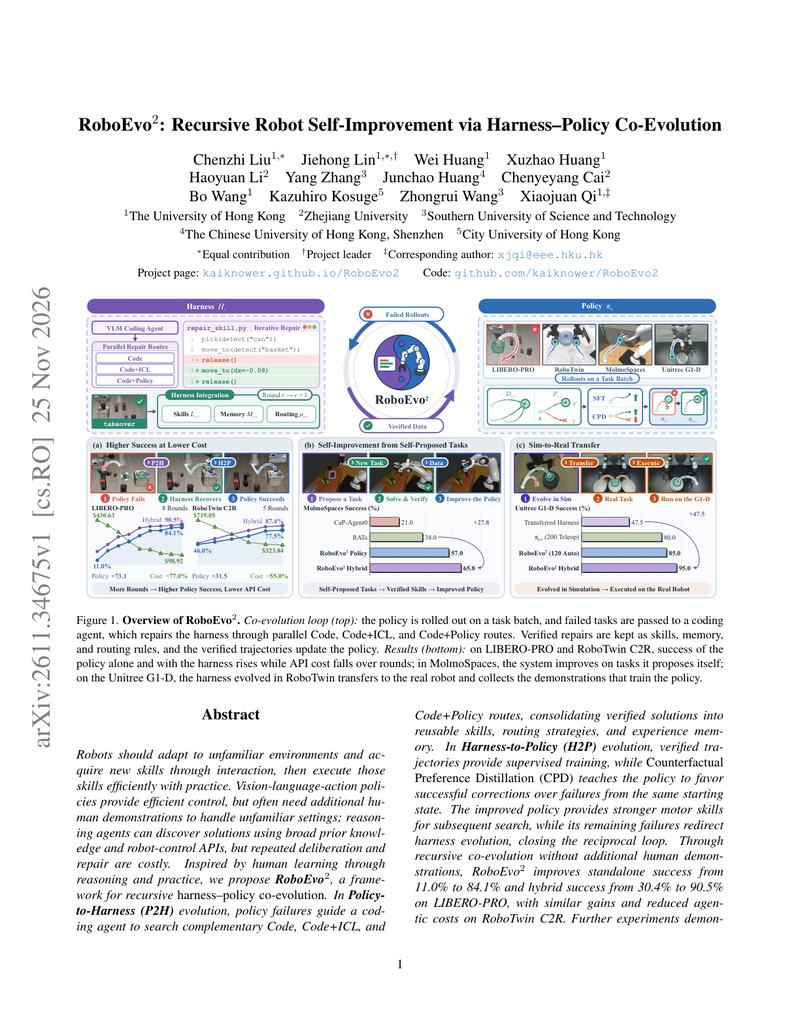 RoboEvo²: Recursive Robot Self-Improvement via Harness–Policy Co-Evolution
Chenzhi Liu1,∗ Jiehong Lin1,∗,† Wei Huang1 Xuzhao Huang1
Haoyuan Li2 Yang Zhang3 Junchao Huang4 Chenyeyang Cai2
Bo Wang1 Kazuhiro Kosuge5 Zhongrui Wang3 Xiaojuan Qi1,‡
1The University of Hong Kong 2Zhejiang University 3Southern University of Science and Technology
4The Chinese University of Hong Kong, Shenzhen 5City University of Hong Kong
∗Equal contribution †Project leader ‡Corresponding author: xjqi@eee.hku.hk
Project page: kaiknower.github.io/RoboEvo2 Code: github.com/kaiknower/RoboEvo2
arXiv:2611.34675v1 [cs.RO] 25 Nov 2026
Harness
VLM Coding Agent
Parallel Repair Routes
Code
Code+ICL
Code+Policy
repair_skill.py Iterative Repair
1 pick(detect("can"))
2 move_to(detect("basket"))
3 - release()
4 + move_to(dz=-0.08)
5 + release()
takeover
Harness Integration
Round r → r + 1
Skills
Memory
Routing
Failed Rollouts
RoboEvo²
Verified Data
Policy
LIBERO-PRO RoboTwin MolmoSpaces Unitree G1-D
Rollouts on a Task Batch
SFT
CPD
(a) Higher Success at Lower Cost
P2H
H2P
1 Policy Fails 2 Harness Recovers 3 Policy Succeeds
LIBERO-PRO 8 Rounds RoboTwin C2R 5 Rounds
$430.63
Hybrid 90.5%
84.1%
11.0%
$98.92
$719.05
Hybrid 87.4%
77.5%
46.0%
$323.84
Policy +73.1 Cost −77.0% Policy +31.5 Cost −55.0%
More Rounds → Higher Policy Success, Lower API Cost
(b) Self-Improvement from Self-Proposed Tasks
New Task
Data
1 Propose a Task 2 Solve & Verify 3 Improve the Policy
MolmoSpaces Success (%)
CaP-Agent0 21.0
RATs 38.0
RoboEvo² Policy 57.0
RoboEvo² Hybrid 65.8
+27.8
Self-Proposed Tasks → Verified Skills → Improved Policy
(c) Sim-to-Real Transfer
Transfer
Execute
1 Evolve in Sim 2 Real Task 3 Run on the G1-D
Unitree G1-D Success (%)
+47.5
Transferred Harness 47.5
π0.5 (200 Teleop) 80.0
RoboEvo² (120 Auto) 85.0
RoboEvo² Hybrid 95.0
Evolved in Simulation → Executed on the Real Robot
Figure 1. Overview of RoboEvo². Co-evolution loop (top): the policy is rolled out on a task batch, and failed tasks are passed to a coding
agent, which repairs the harness through parallel Code, Code+ICL, and Code+Policy routes. Verified repairs are kept as skills, memory,
and routing rules, and the verified trajectories update the policy. Results (bottom): on LIBERO-PRO and RoboTwin C2R, success of the
policy alone and with the harness rises while API cost falls over rounds; in MolmoSpaces, the system improves on tasks it proposes itself;
on the Unitree G1-D, the harness evolved in RoboTwin transfers to the real robot and collects the demonstrations that train the policy.
Abstract
Robots should adapt to unfamiliar environments and ac-
quire new skills through interaction, then execute those
skills efficiently with practice. Vision-language-action poli-
cies provide efficient control, but often need additional hu-
man demonstrations to handle unfamiliar settings; reason-
ing agents can discover solutions using broad prior knowl-
edge and robot-control APIs, but repeated deliberation and
repair are costly. Inspired by human learning through
reasoning and practice, we propose RoboEvo², a frame-
work for recursive harness–policy co-evolution. In Policy-
to-Harness (P2H) evolution, policy failures guide a cod-
ing agent to search complementary Code, Code+ICL, and
Code+Policy routes, consolidating verified solutions into
reusable skills, routing strategies, and experience mem-
ory. In Harness-to-Policy (H2P) evolution, verified tra-
jectories provide supervised training, while Counterfactual
Preference Distillation (CPD) teaches the policy to favor
successful corrections over failures from the same starting
state. The improved policy provides stronger motor skills
for subsequent search, while its remaining failures redirect
harness evolution, closing the reciprocal loop. Through
recursive co-evolution without additional human demon-
strations, RoboEvo² improves standalone success from
11.0% to 84.1% and hybrid success from 30.4% to 90.5%
on LIBERO-PRO, with similar gains and reduced agen-
tic costs on RoboTwin C2R. Further experiments demon-
1